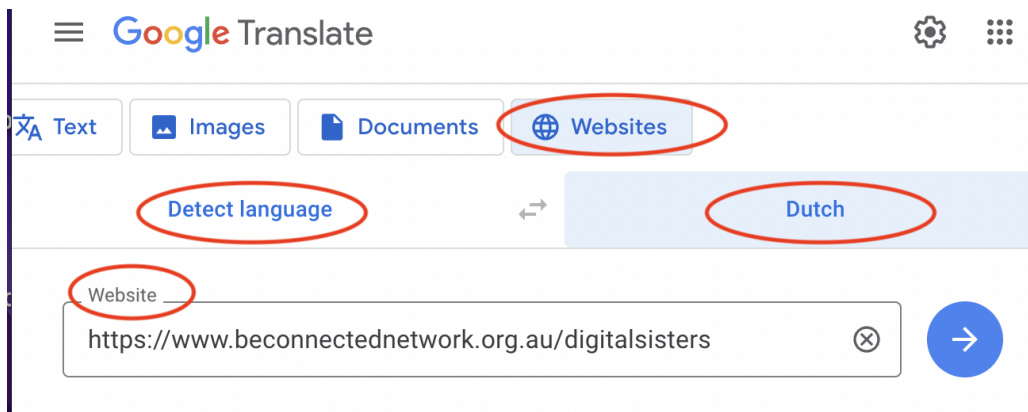 Google Translate
Text Images Documents Websites
Detect language Dutch
Website
https://www.beconnectednetwork.org.au/digitalsisters